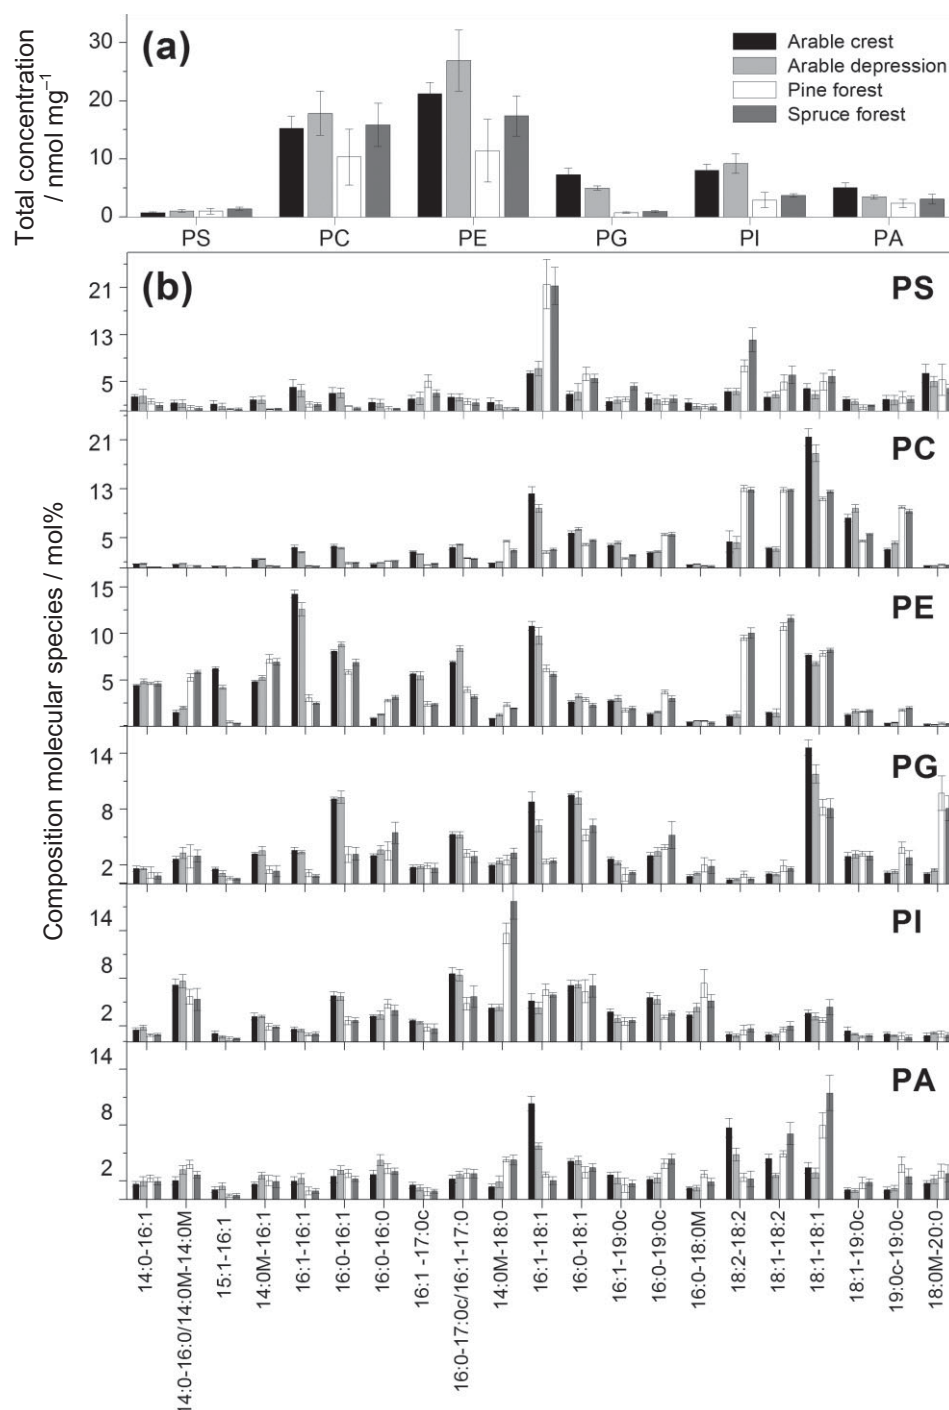 (a)
Arable crest
Arable depression
Pine forest
Spruce forest
Total concentration
/ nmol mg⁻¹
30
20
10
0
PS PC PE PG PI PA
(b)
Composition molecular species / mol%
PS
21
13
5
PC
21
13
5
PE
15
10
5
PG
14
8
2
PI
14
8
2
PA
14
8
2
14:0-16:1
14:0-16:0/14:0M-14:0M
15:1-16:1
14:0M-16:1
16:1-16:1
16:0-16:1
16:0-16:0
16:1 -17:0c
16:0-17:0c/16:1-17:0
14:0M-18:0
16:1-18:1
16:0-18:1
16:1-19:0c
16:0-19:0c
16:0-18:0M
18:2-18:2
18:1-18:2
18:1-18:1
18:1-19:0c
19:0c-19:0c
18:0M-20:0